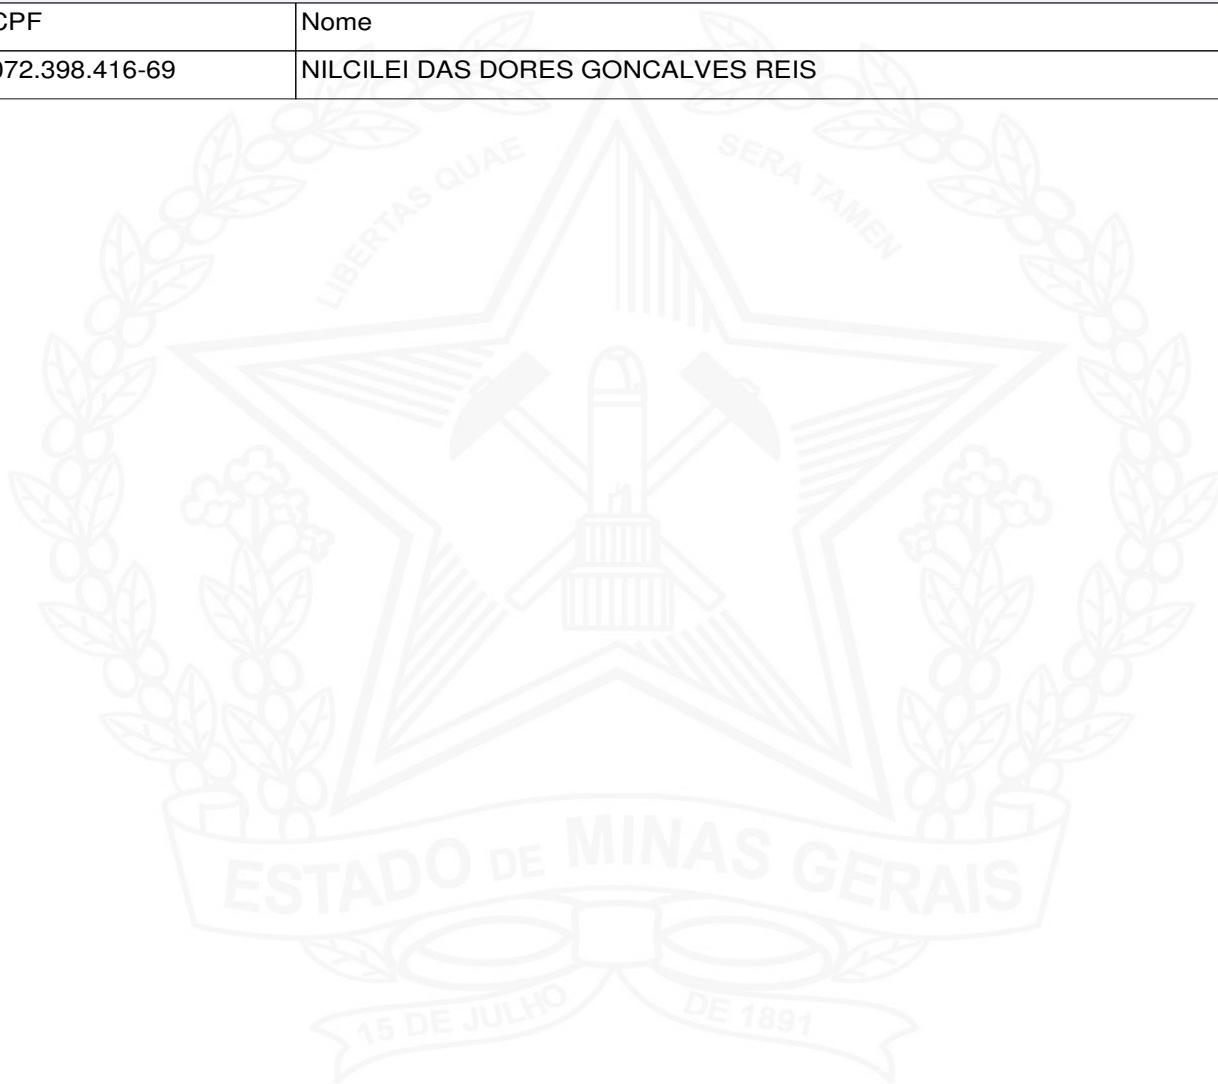 CPF Nome
072.398.416-69 NILCILEI DAS DORES GONCALVES REIS
LIBERTAS QUAE SERA TAMEN
ESTADO DE MINAS GERAIS
15 DE JULHO DE 1891